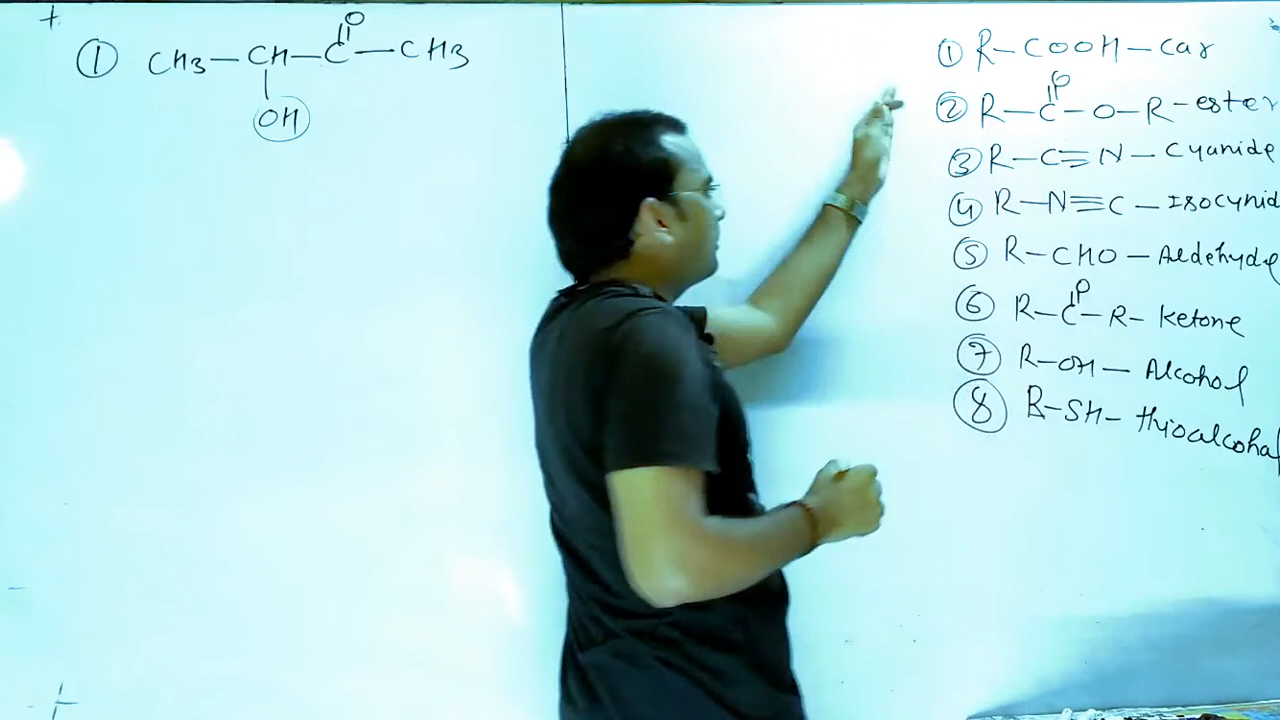 ① CH3—CH—C—CH3
O
OH
① R—COOH—Car
② R—C—O—R—ester
O
③ R—C≡N—Cyanide
④ R—N≡C—Isocynid
⑤ R—CHO—Aldehyde
⑥ R—C—R—Ketone
O
⑦ R—OH—Alcohol
⑧ R—SH—thioalcohal